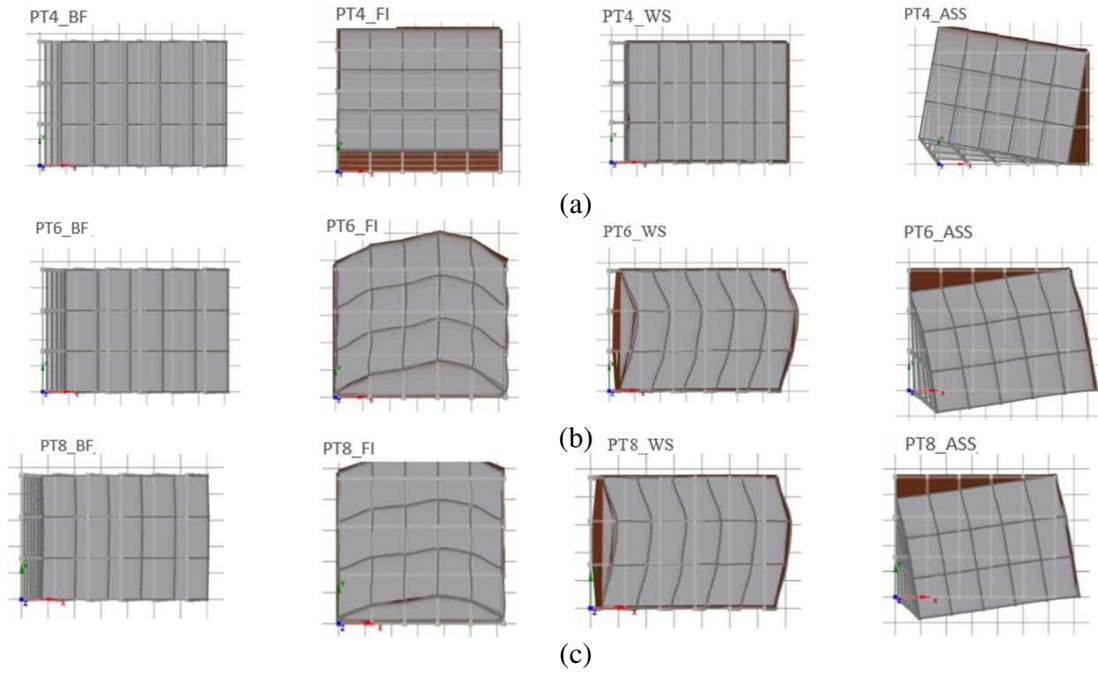 PT4_BF PT4_FI PT4_WS PT4_ASS
(a)
PT6_BF PT6_FI PT6_WS PT6_ASS
(b)
PT8_BF PT8_FI PT8_WS PT8_ASS
(c)